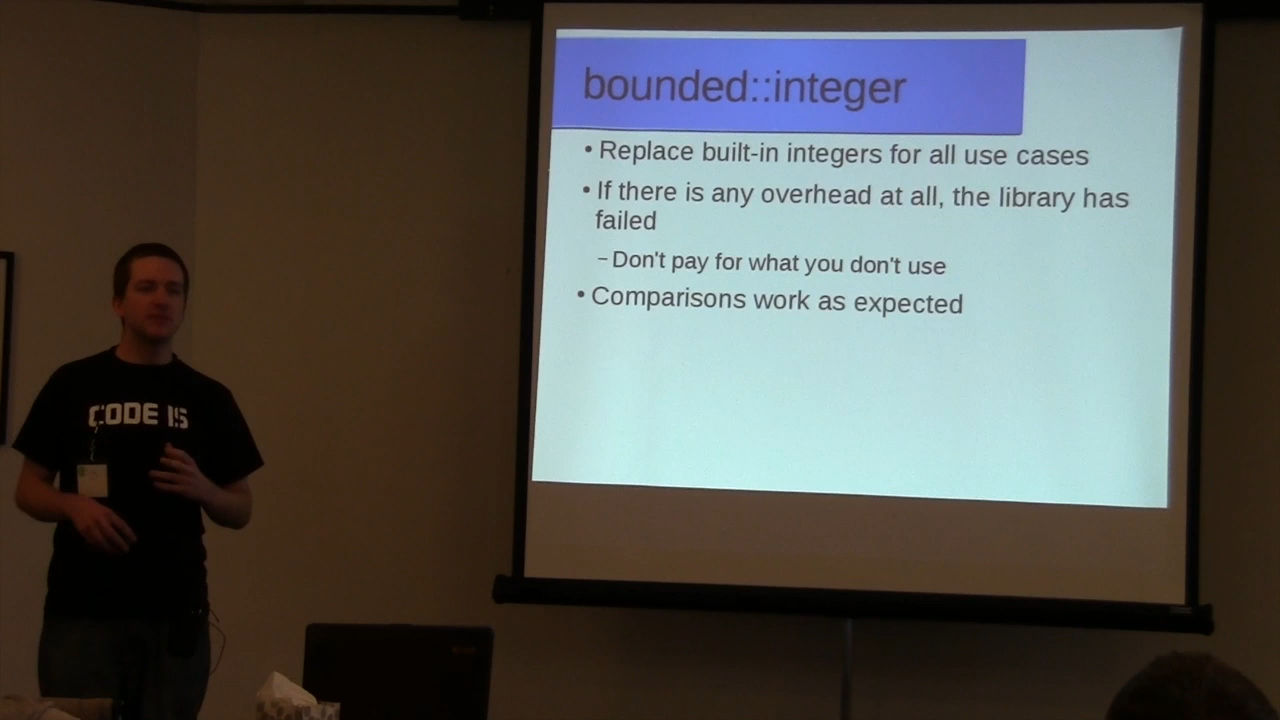 bounded::integer
• Replace built-in integers for all use cases
• If there is any overhead at all, the library has
failed
– Don't pay for what you don't use
• Comparisons work as expected
CODE IS